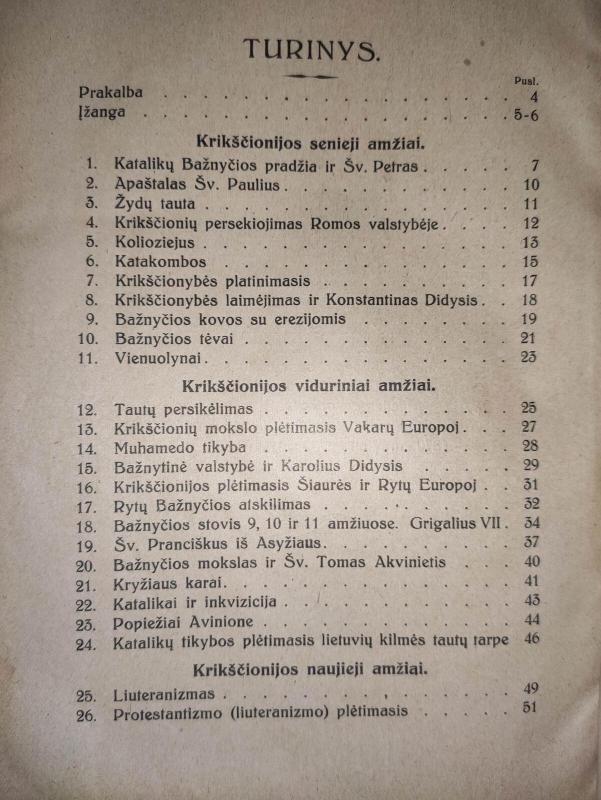 TURINYS.
Pusl.
Prakalba . . . . . . . . . . . . . . . . 4
Įžanga . . . . . . . . . . . . . . . . . 5-6
Krikščionijos senieji amžiai.
1. Katalikų Bažnyčios pradžia ir Šv. Petras . . . . . 7
2. Apaštalas Šv. Paulius . . . . . . . . . . . 10
3. Žydų tauta . . . . . . . . . . . . . . 11
4. Krikščionių persekiojimas Romos valstybėje . . . . 12
5. Kolioziejus . . . . . . . . . . . . . . 13
6. Katakombos . . . . . . . . . . . . . . 15
7. Krikščionybės platinimasis . . . . . . . . . 17
8. Krikščionybės laimėjimas ir Konstantinas Didysis . . 18
9. Bažnyčios kovos su erezijomis . . . . . . . . 19
10. Bažnyčios tėvai . . . . . . . . . . . . . 21
11. Vienuolynai . . . . . . . . . . . . . . 23
Krikščionijos viduriniai amžiai.
12. Tautų persikėlimas . . . . . . . . . . . . 25
13. Krikščionių mokslo plėtimasis Vakarų Europoj . . . 27
14. Muhamedo tikyba . . . . . . . . . . . . 28
15. Bažnytinė valstybė ir Karolius Didysis . . . . . 29
16. Krikščionijos plėtimasis Šiaurės ir Rytų Europoj . . 31
17. Rytų Bažnyčios atskilimas . . . . . . . . . 32
18. Bažnyčios stovis 9, 10 ir 11 amžiuose. Grigalius VII . 34
19. Šv. Pranciškus iš Asyžiaus . . . . . . . . . 37
20. Bažnyčios mokslas ir Šv. Tomas Akvinietis . . . . 40
21. Kryžiaus karai . . . . . . . . . . . . . 41
22. Katalikai ir inkvizicija . . . . . . . . . . . 43
23. Popiežiai Avinione . . . . . . . . . . . . 44
24. Katalikų tikybos plėtimasis lietuvių kilmės tautų tarpe 46
Krikščionijos naujieji amžiai.
25. Liuteranizmas . . . . . . . . . . . . . 49
26. Protestantizmo (liuteranizmo) plėtimasis . . . . . 51